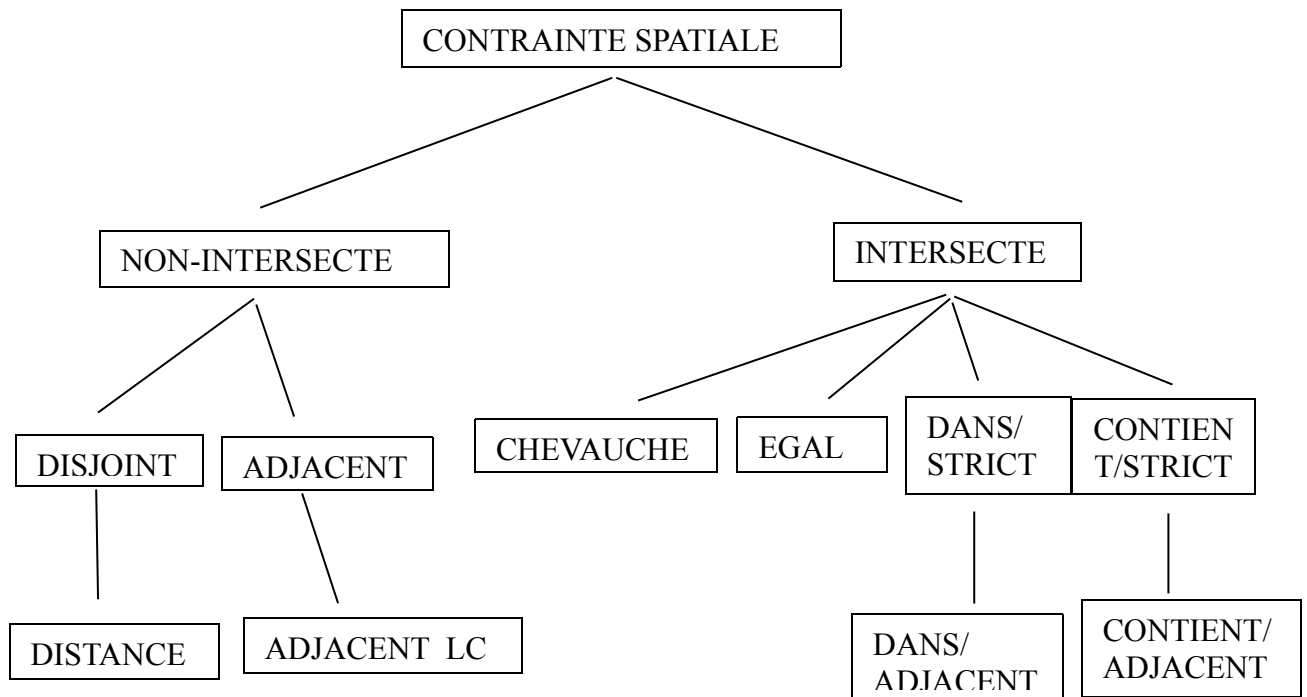 CONTRAINTE SPATIALE
NON-INTERSECTE
INTERSECTE
DISJOINT
ADJACENT
CHEVAUCHE
EGAL
DANS/
STRICT
CONTIEN
T/STRICT
DISTANCE
ADJACENT LC
DANS/
ADJACENT
CONTIENT/
ADJACENT